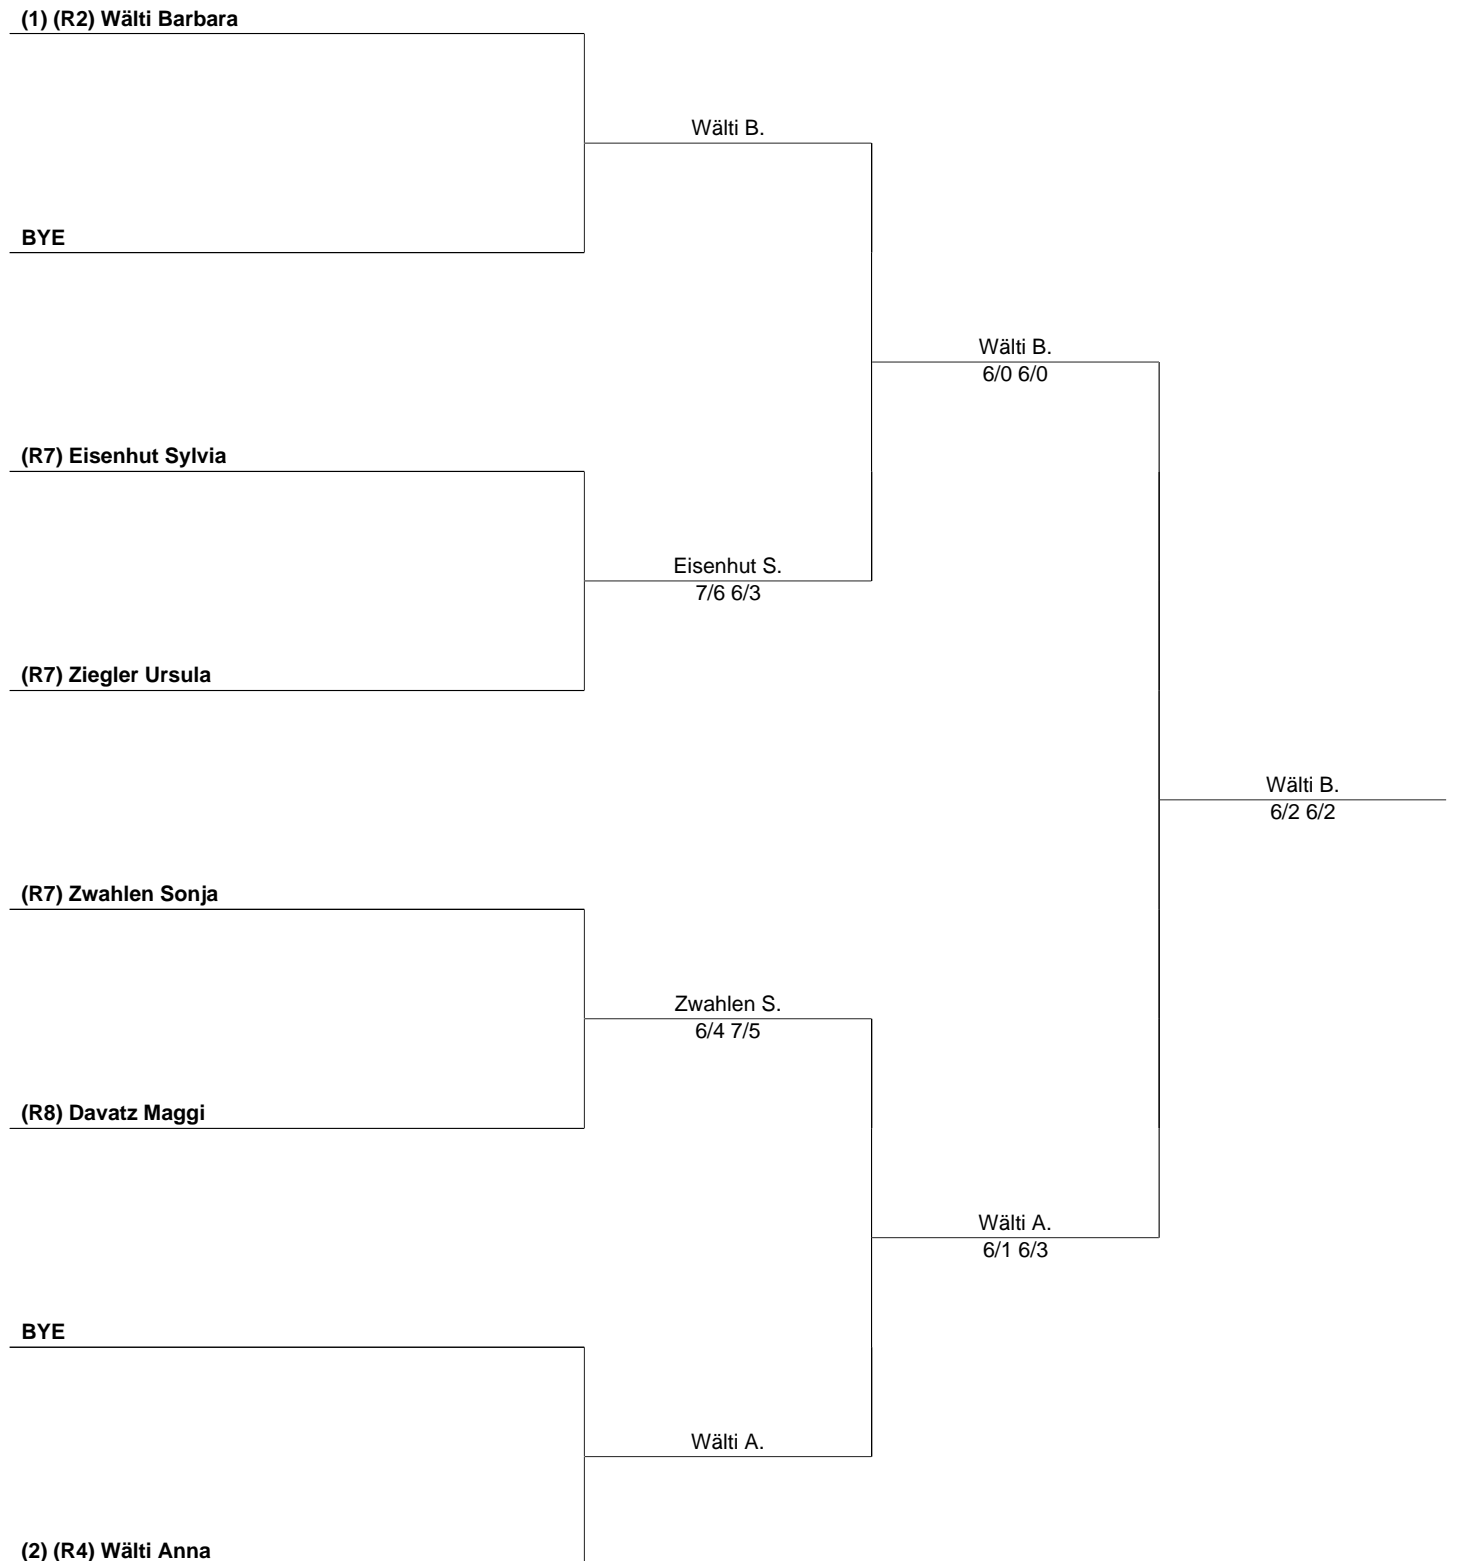 (1) (R2) Wälti Barbara
Wälti B.
BYE
Wälti B.
6/0 6/0
(R7) Eisenhut Sylvia
Eisenhut S.
7/6 6/3
(R7) Ziegler Ursula
Wälti B.
6/2 6/2
(R7) Zwahlen Sonja
Zwahlen S.
6/4 7/5
(R8) Davatz Maggi
Wälti A.
6/1 6/3
BYE
Wälti A.
(2) (R4) Wälti Anna